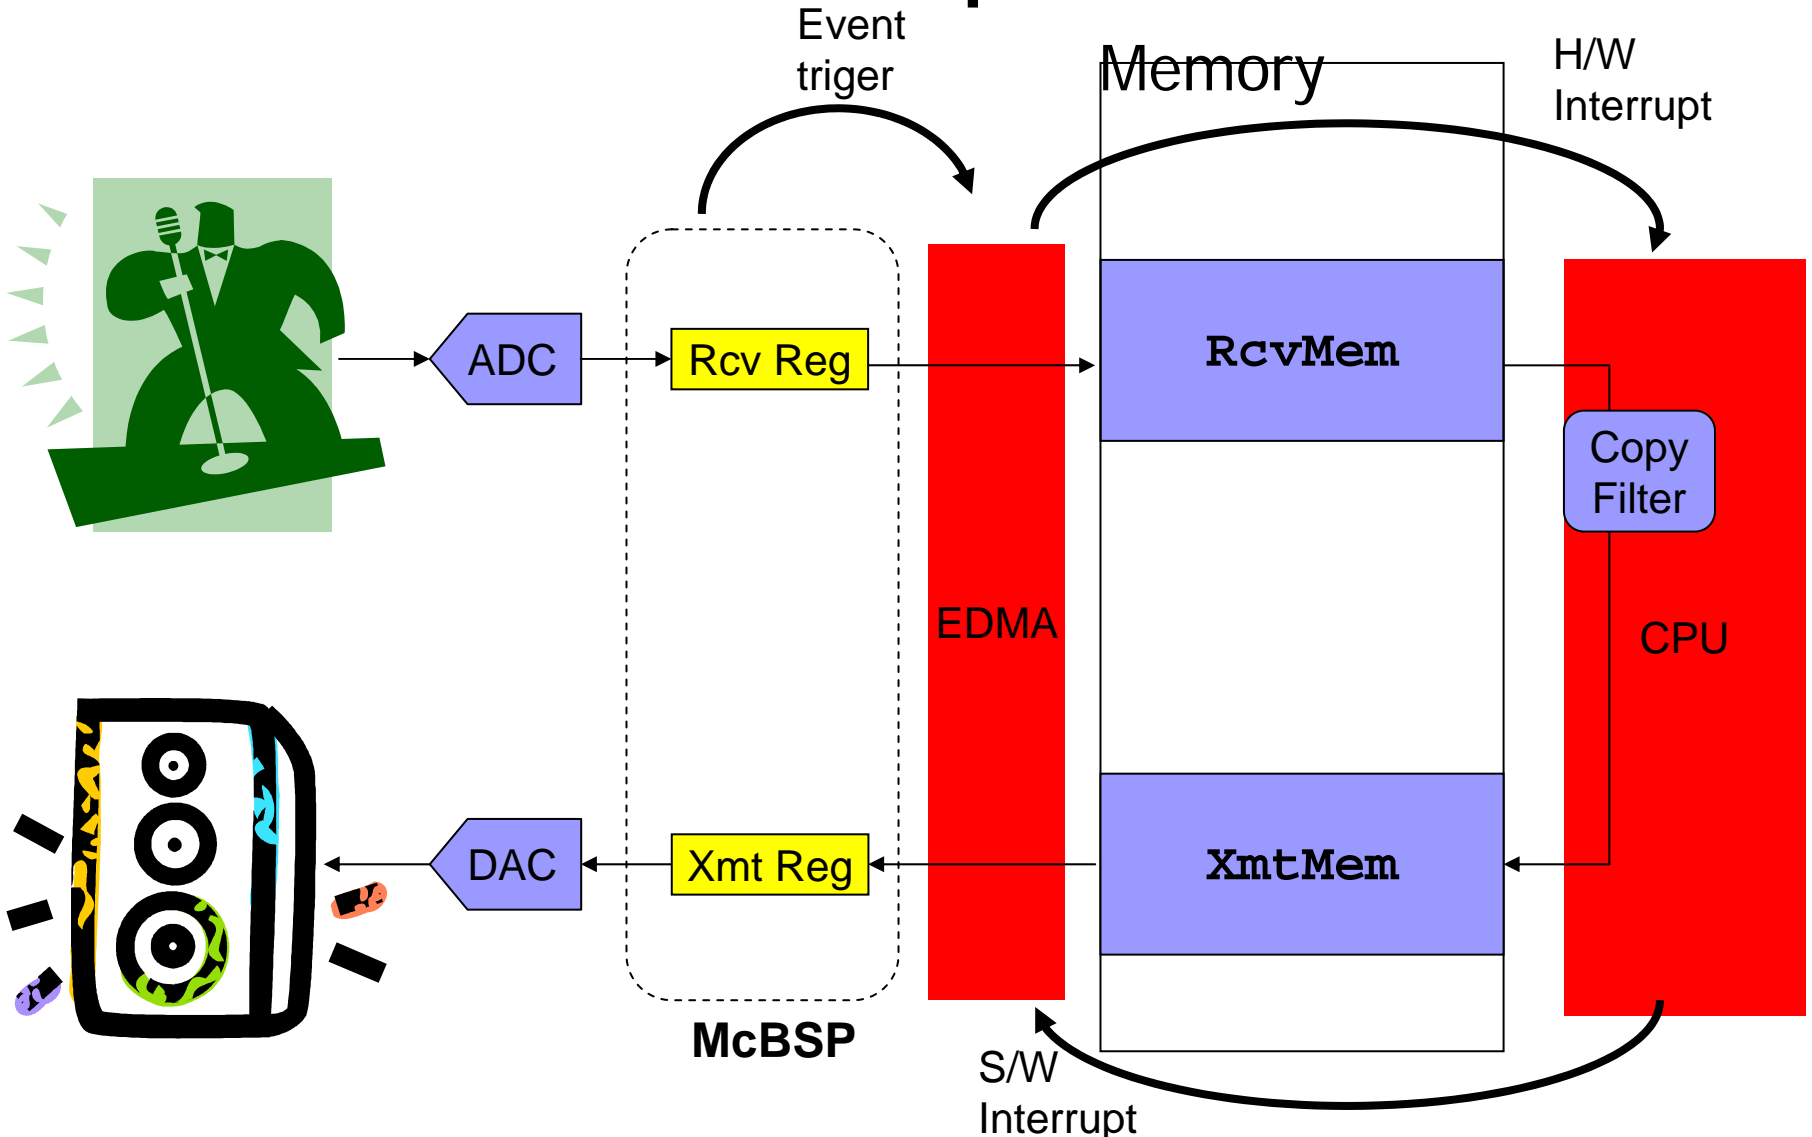 Event
triger
Memory
H/W
Interrupt
ADC
Rcv Reg
RcvMem
Copy
Filter
EDMA
CPU
DAC
Xmt Reg
XmtMem
McBSP
S/W
Interrupt